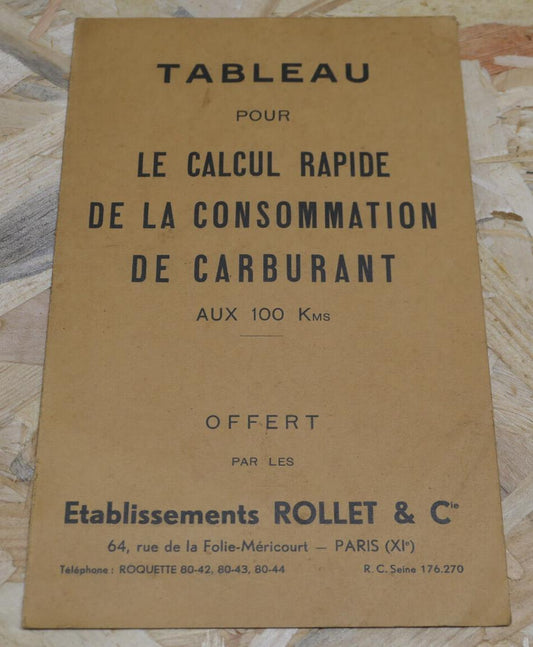 TABLEAU
POUR
LE CALCUL RAPIDE
DE LA CONSOMMATION
DE CARBURANT
AUX 100 KMS
OFFERT
PAR LES
Etablissements ROLLET & Cie
64, rue de la Folie-Méricourt — PARIS (XIe)
Téléphone : ROQUETTE 80-42, 80-43, 80-44 R. C. Seine 176.270